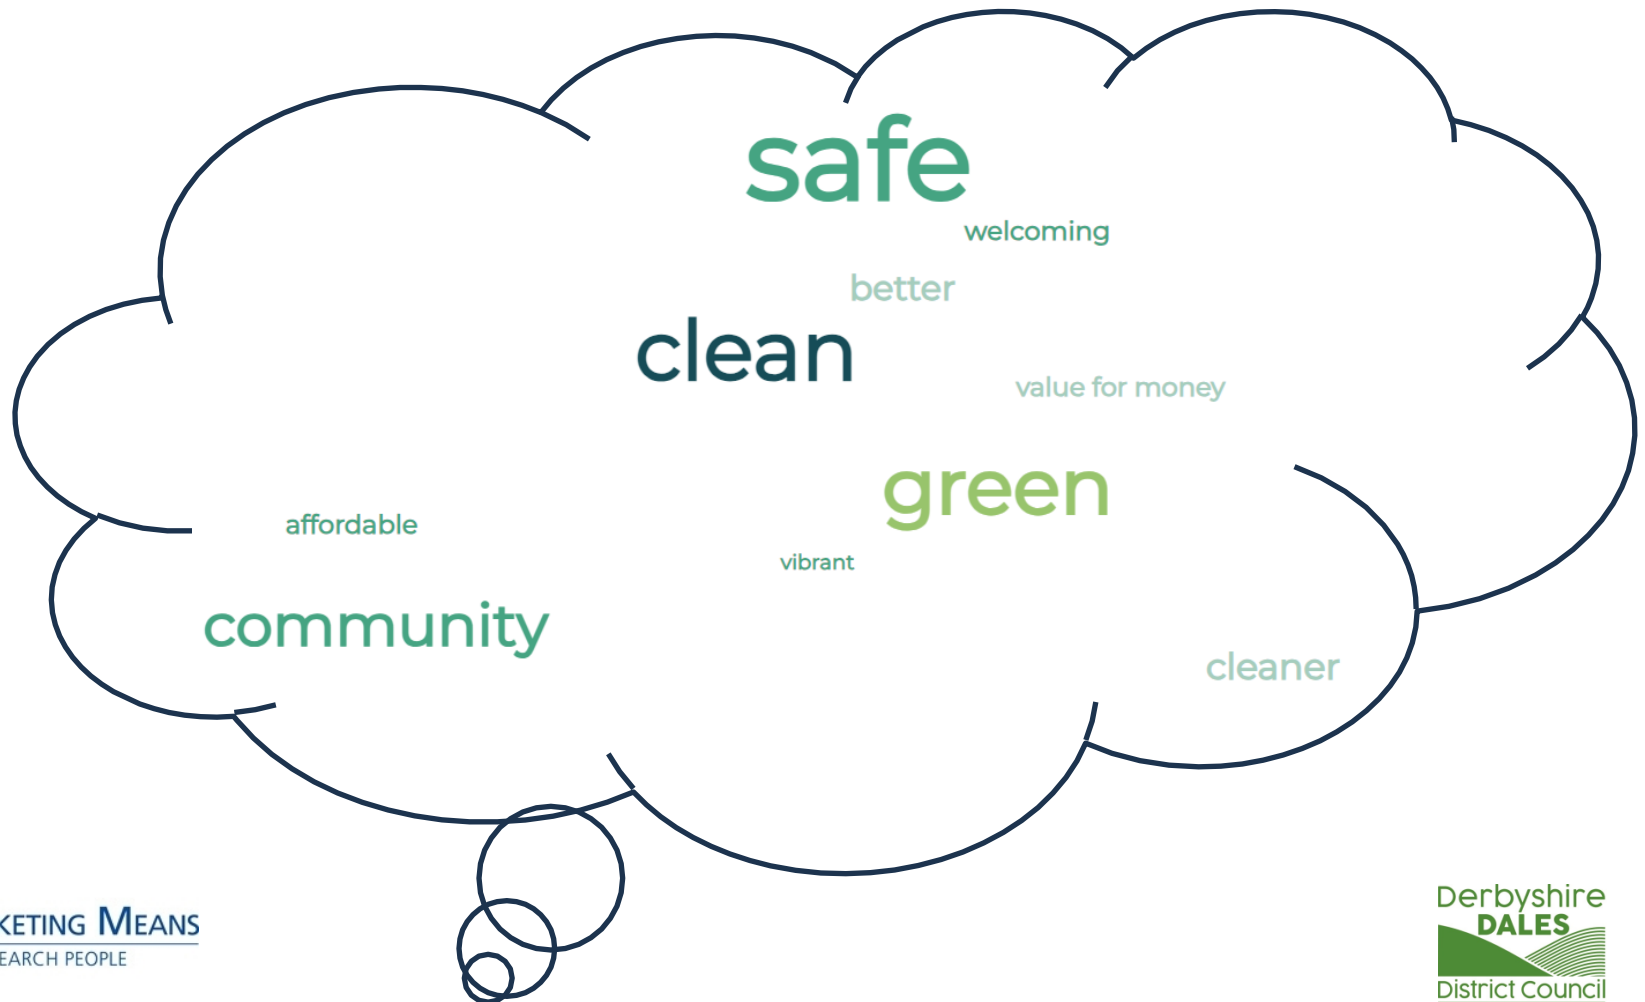 safe
welcoming
better
clean
value for money
green
affordable
vibrant
community
cleaner
KETING MEANS
EARCH PEOPLE
Derbyshire
DALES
District Council